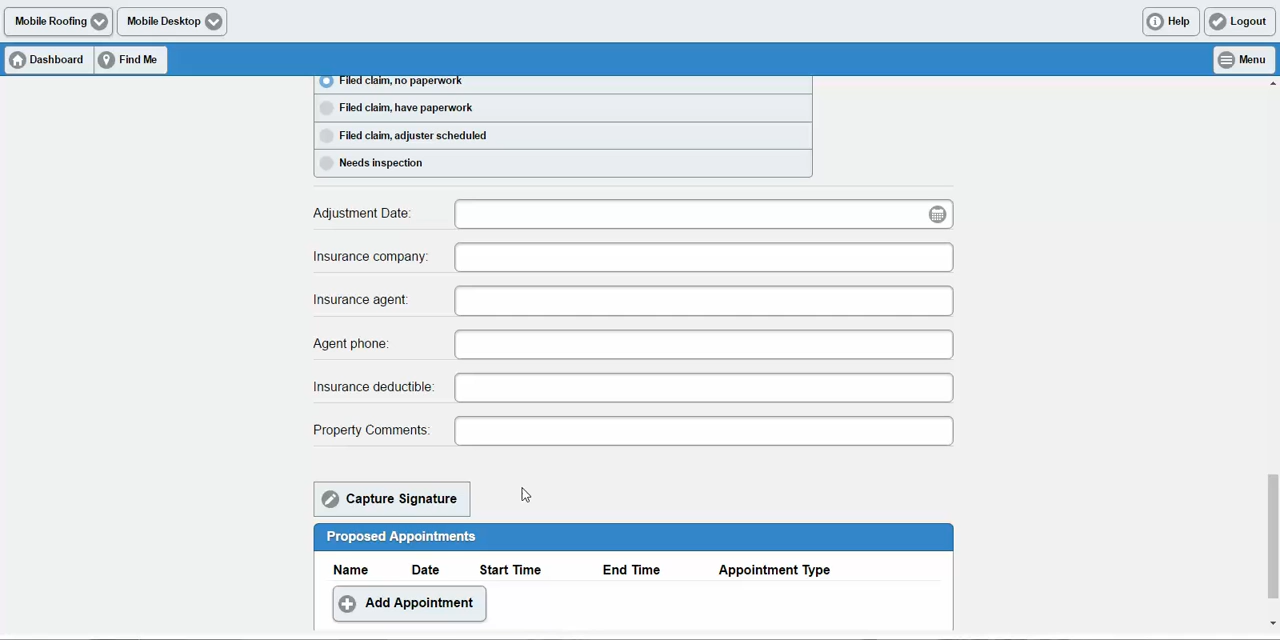 Mobile Roofing Mobile Desktop Help Logout
Dashboard Find Me Menu
Filed claim, no paperwork
Filed claim, have paperwork
Filed claim, adjuster scheduled
Needs inspection
Adjustment Date:
Insurance company:
Insurance agent:
Agent phone:
Insurance deductible:
Property Comments:
Capture Signature
Proposed Appointments
Name Date Start Time End Time Appointment Type
Add Appointment